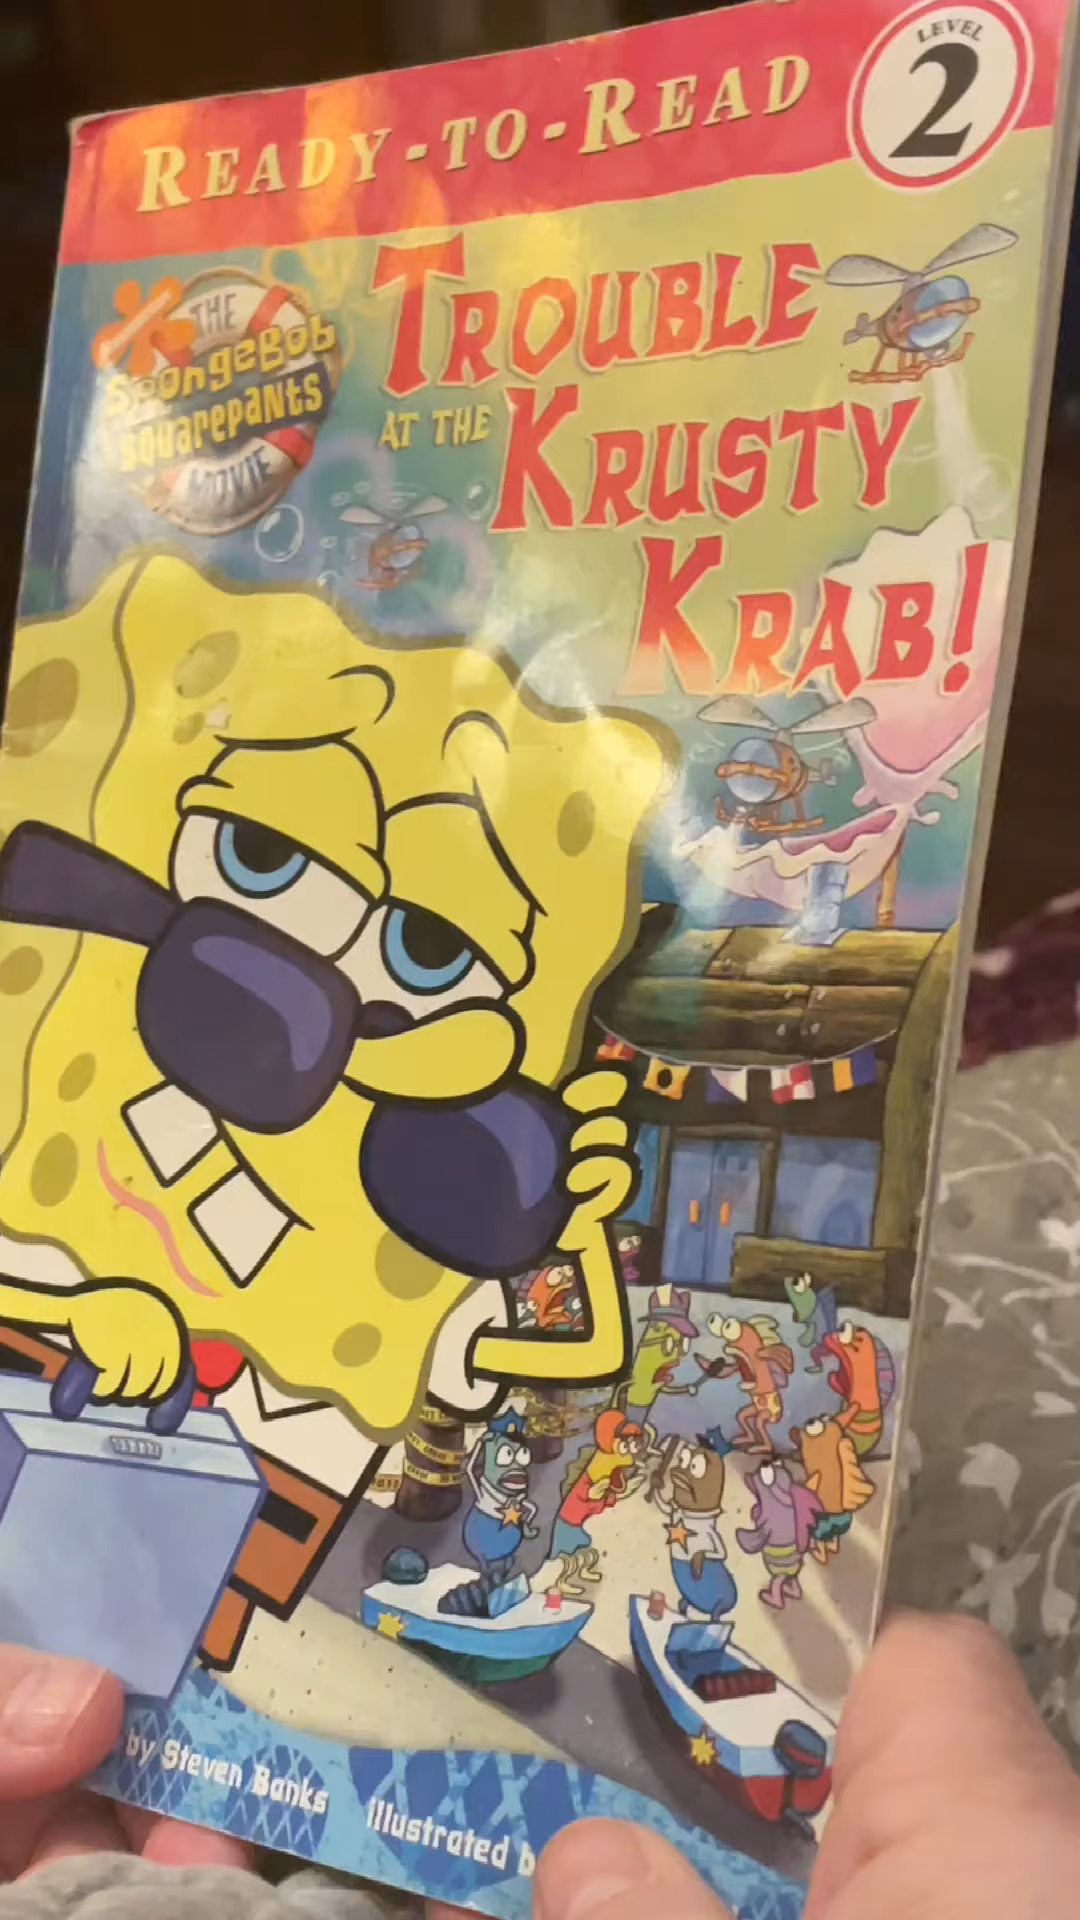 READY-TO-READ
LEVEL
2
THE
SpongeBob
squarepants
MOVIE
TROUBLE
AT THE KRUSTY
KRAB!
by Steven Banks
illustrated b